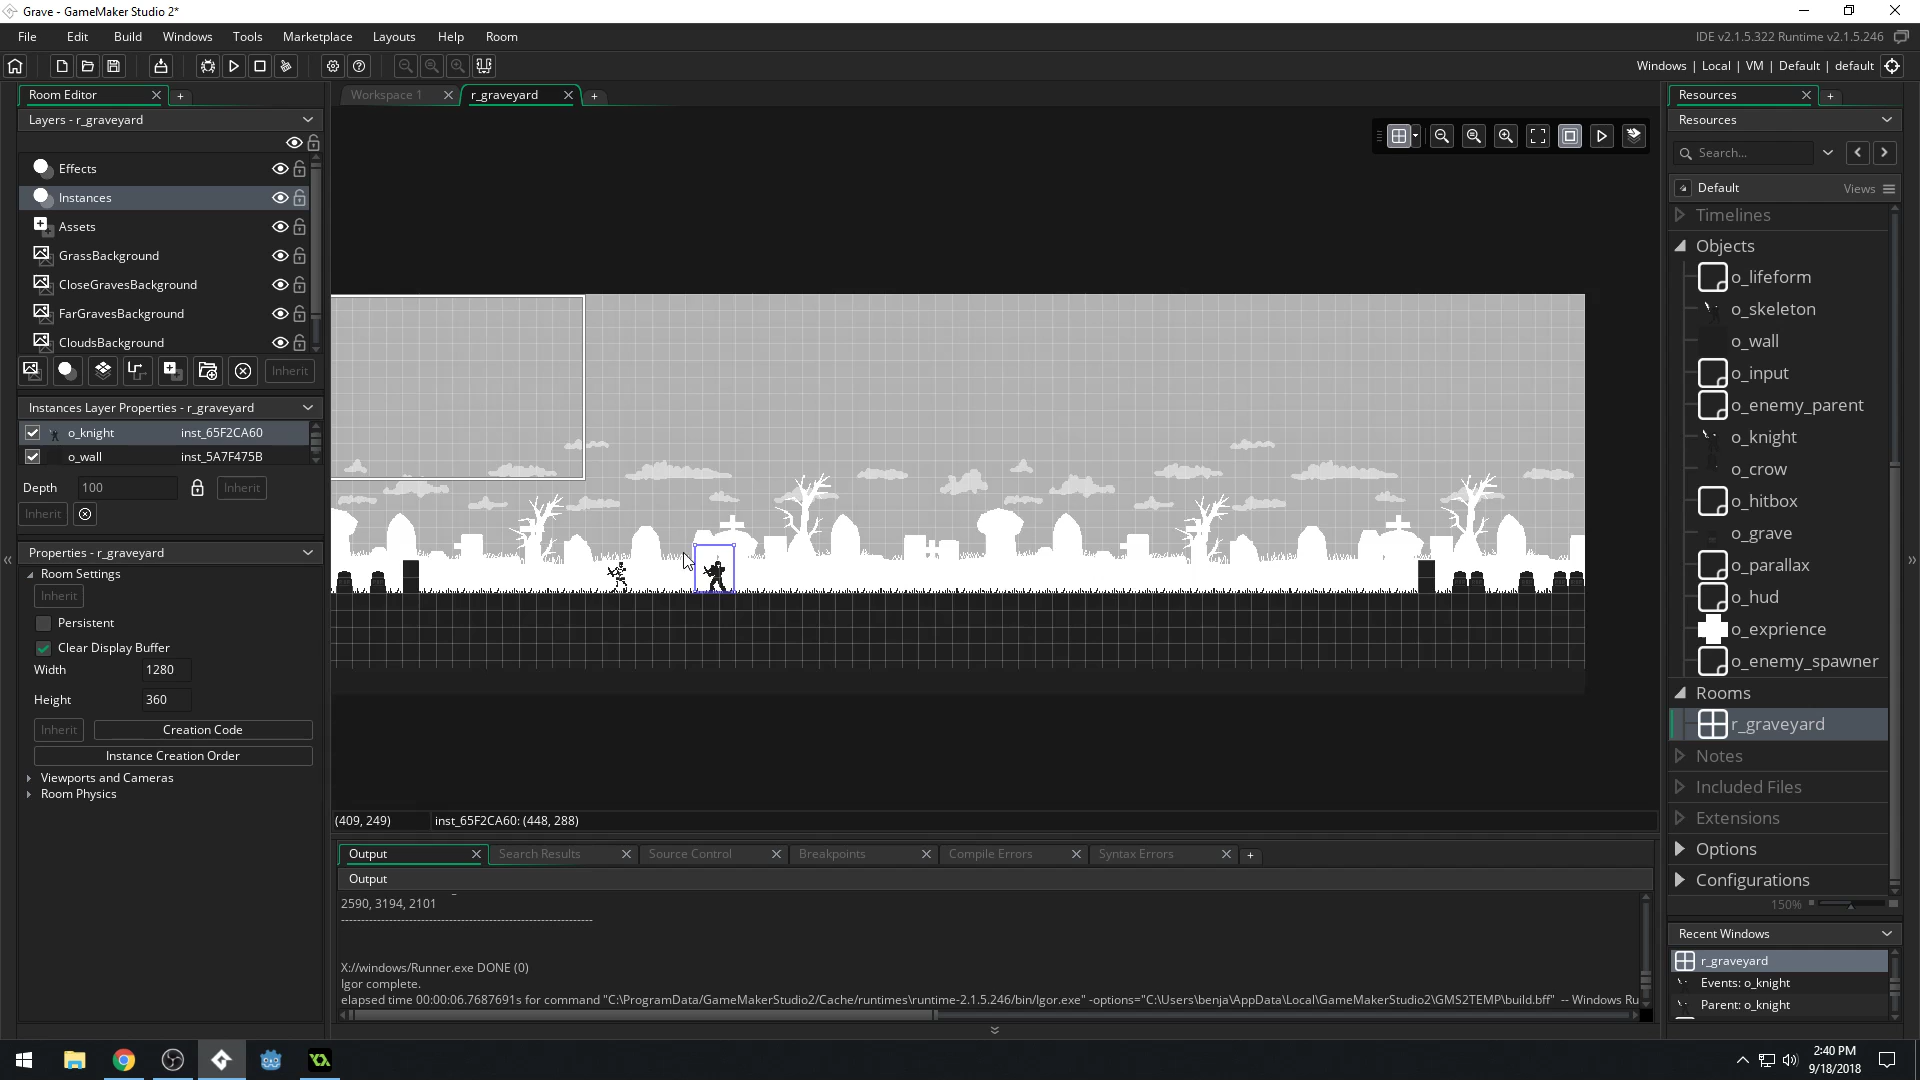 Grave - GameMaker Studio 2*
File Edit Build Windows Tools Marketplace Layouts Help Room
IDE v2.1.5.322 Runtime v2.1.5.246
Windows | Local | VM | Default | default
Room Editor
Layers - r_graveyard
Effects
Instances
Assets
GrassBackground
CloseGravesBackground
FarGravesBackground
CloudsBackground
Inherit
Instances Layer Properties - r_graveyard
o_knight inst_65F2CA60
o_wall inst_5A7F475B
Depth 100 Inherit
Inherit
Properties - r_graveyard
Room Settings
Inherit
Persistent
Clear Display Buffer
Width 1280
Height 360
Inherit Creation Code
Instance Creation Order
Viewports and Cameras
Room Physics
Workspace 1 r_graveyard
(409, 249) inst_65F2CA60: (448, 288)
Output Search Results Source Control Breakpoints Compile Errors Syntax Errors
Output
2590, 3194, 2101
X://windows/Runner.exe DONE (0)
Igor complete.
elapsed time 00:00:06.7687691s for command "C:\ProgramData/GameMakerStudio2/Cache/runtimes\runtime-2.1.5.246/bin/Igor.exe" -options="C:\Users\benja\AppData\Local\GameMakerStudio2\GMS2TEMP\build.bff" -- Windows Ru
Resources
Resources
Search...
Default Views
Timelines
Objects
o_lifeform
o_skeleton
o_wall
o_input
o_enemy_parent
o_knight
o_crow
o_hitbox
o_grave
o_parallax
o_hud
o_exprience
o_enemy_spawner
Rooms
r_graveyard
Notes
Included Files
Extensions
Options
Configurations
150%
Recent Windows
r_graveyard
Events: o_knight
Parent: o_knight
2:40 PM
9/18/2018